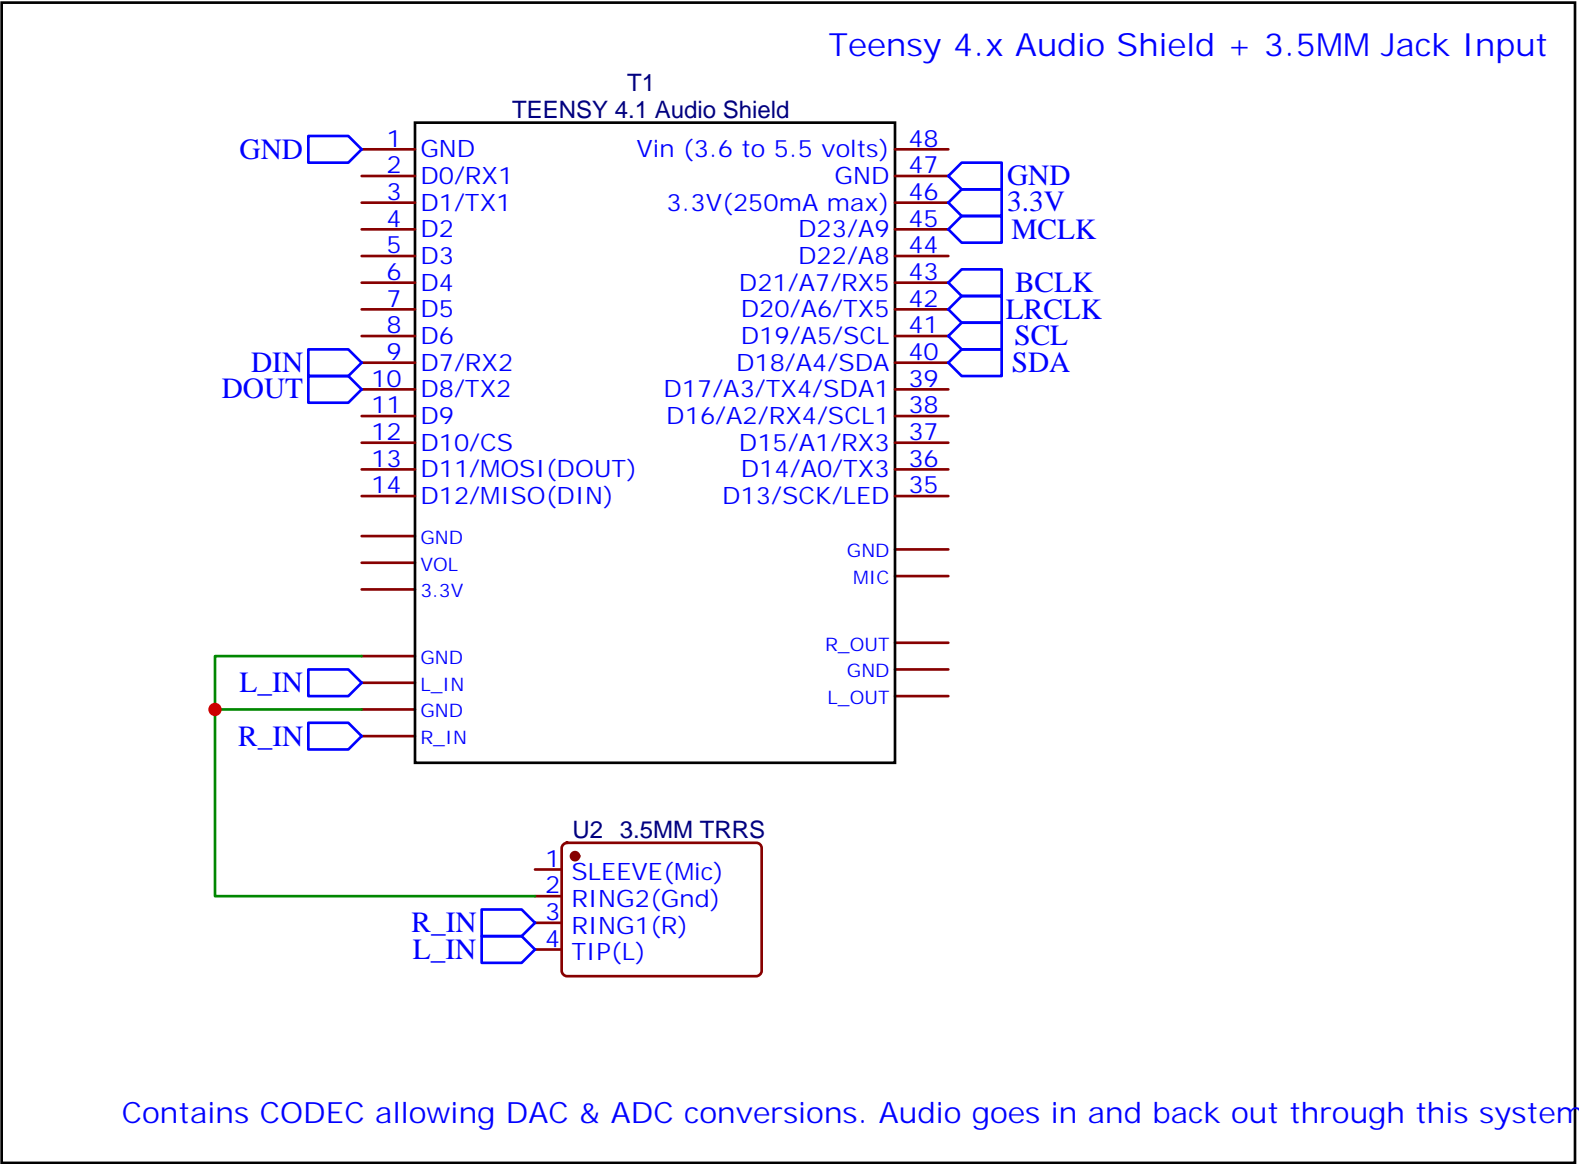 Teensy 4.x Audio Shield + 3.5MM Jack Input
T1
TEENSY 4.1 Audio Shield
GND 1 GND Vin (3.6 to 5.5 volts) 48
2 D0/RX1 GND 47 GND
3 D1/TX1 3.3V(250mA max) 46 3.3V
4 D2 D23/A9 45 MCLK
5 D3 D22/A8 44
6 D4 D21/A7/RX5 43 BCLK
7 D5 D20/A6/TX5 42 LRCLK
8 D6 D19/A5/SCL 41 SCL
DIN 9 D7/RX2 D18/A4/SDA 40 SDA
DOUT 10 D8/TX2 D17/A3/TX4/SDA1 39
11 D9 D16/A2/RX4/SCL1 38
12 D10/CS D15/A1/RX3 37
13 D11/MOSI(DOUT) D14/A0/TX3 36
14 D12/MISO(DIN) D13/SCK/LED 35
GND
VOL
3.3V
GND
MIC
GND
L_IN L_IN
GND
R_IN R_IN
R_OUT
GND
L_OUT
U2 3.5MM TRRS
1 SLEEVE(Mic)
2 RING2(Gnd)
R_IN 3 RING1(R)
L_IN 4 TIP(L)
Contains CODEC allowing DAC & ADC conversions. Audio goes in and back out through this system